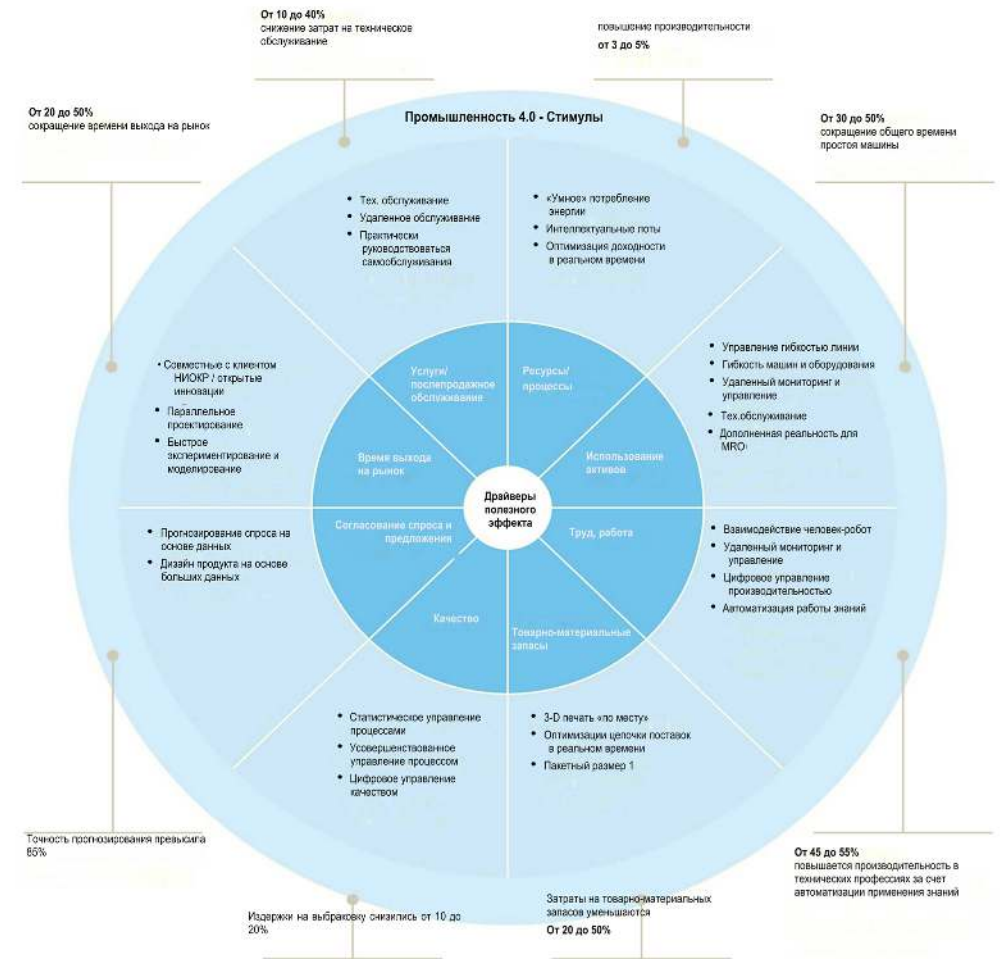 От 10 до 40%
снижение затрат на техническое
обслуживание
повышение производительности
от 3 до 5%
От 20 до 50%
сокращение времени выхода на рынок
От 30 до 50%
сокращение общего времени
простоя машины
Промышленность 4.0 - Стимулы
• Тех. обслуживание
• Удаленное обслуживание
• Практически
руководствоваться
самообслуживания
• «Умное» потребление
энергии
• Интеллектуальные лоты
• Оптимизация доходности
в реальном времени
• Совместные с клиентом
НИОКР / открытые
инновации
• Параллельное
проектирование
• Быстрое
экспериментирование и
моделирование
• Управление гибкостью линии
• Гибкость машин и оборудования
• Удаленный мониторинг и
управление
• Тех.обслуживание
• Дополненная реальность для
MRO
Услуги/
послепродажное
обслуживание
Ресурсы/
процессы
Время выхода
на рынок
Использование
активов
Драйверы
полезного
эффекта
Согласование спроса и
предложения
Труд, работа
Качество
Товарно-материальные
запасы
• Прогнозирование спроса на
основе данных
• Дизайн продукта на основе
больших данных
• Взаимодействие человек-робот
• Удаленный мониторинг и
управление
• Цифровое управление
производительностью
• Автоматизация работы знаний
• Статистическое управление
процессами
• Усовершенствованное
управление процессом
• Цифровое управление
качеством
• 3-D печать «по месту»
• Оптимизации цепочки поставок
в реальном времени
• Пакетный размер 1
Точность прогнозирования превысила
85%
От 45 до 55%
повышается производительность в
технических профессиях за счет
автоматизации применения знаний
Издержки на выбраковку снизились от 10 до
20%
Затраты на товарно-материальных
запасов уменьшаются
От 20 до 50%